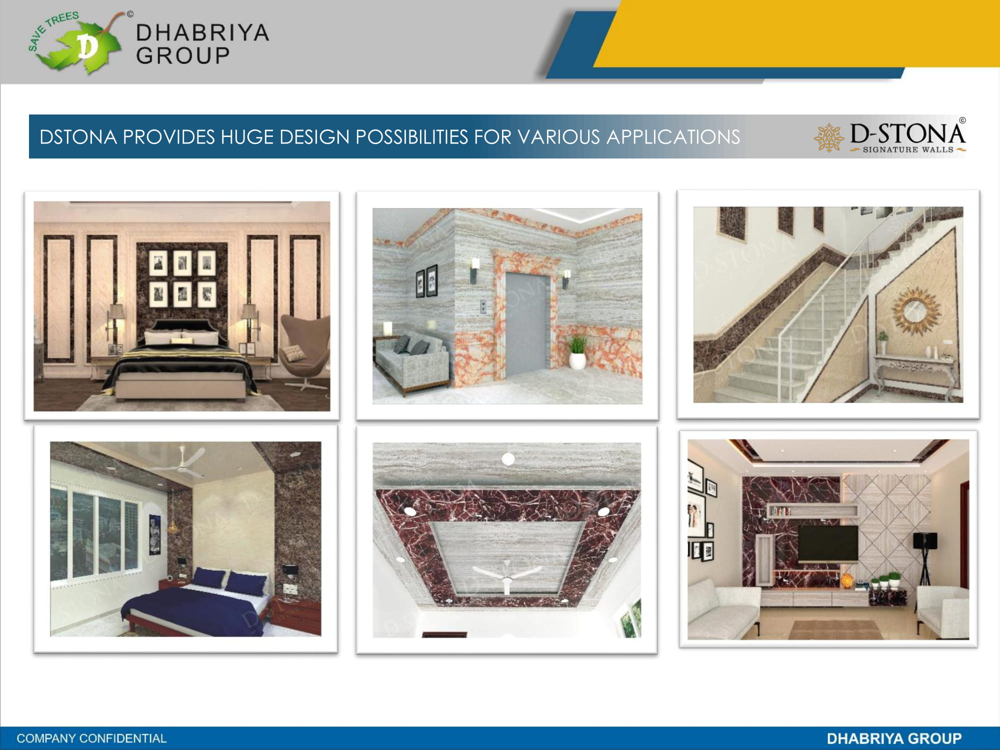 SAVE TREES
D
©
DHABRIYA
GROUP
DSTONA PROVIDES HUGE DESIGN POSSIBILITIES FOR VARIOUS APPLICATIONS
D-STONA©
SIGNATURE WALLS
D-STONA
COMPANY CONFIDENTIAL
DHABRIYA GROUP